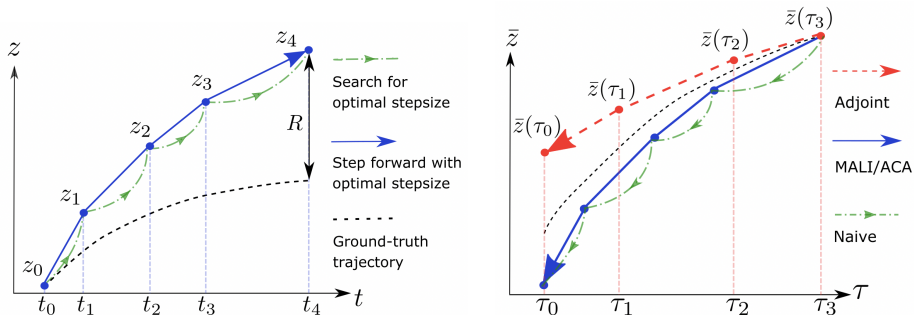 z
z₀
z₁
z₂
z₃
z₄
R
t₀
t₁
t₂
t₃
t₄
t
Search for
optimal stepsize
Step forward with
optimal stepsize
Ground-truth
trajectory
z̄
z̄(τ₀)
z̄(τ₁)
z̄(τ₂)
z̄(τ₃)
τ₀
τ₁
τ₂
τ₃
τ
Adjoint
MALI/ACA
Naive